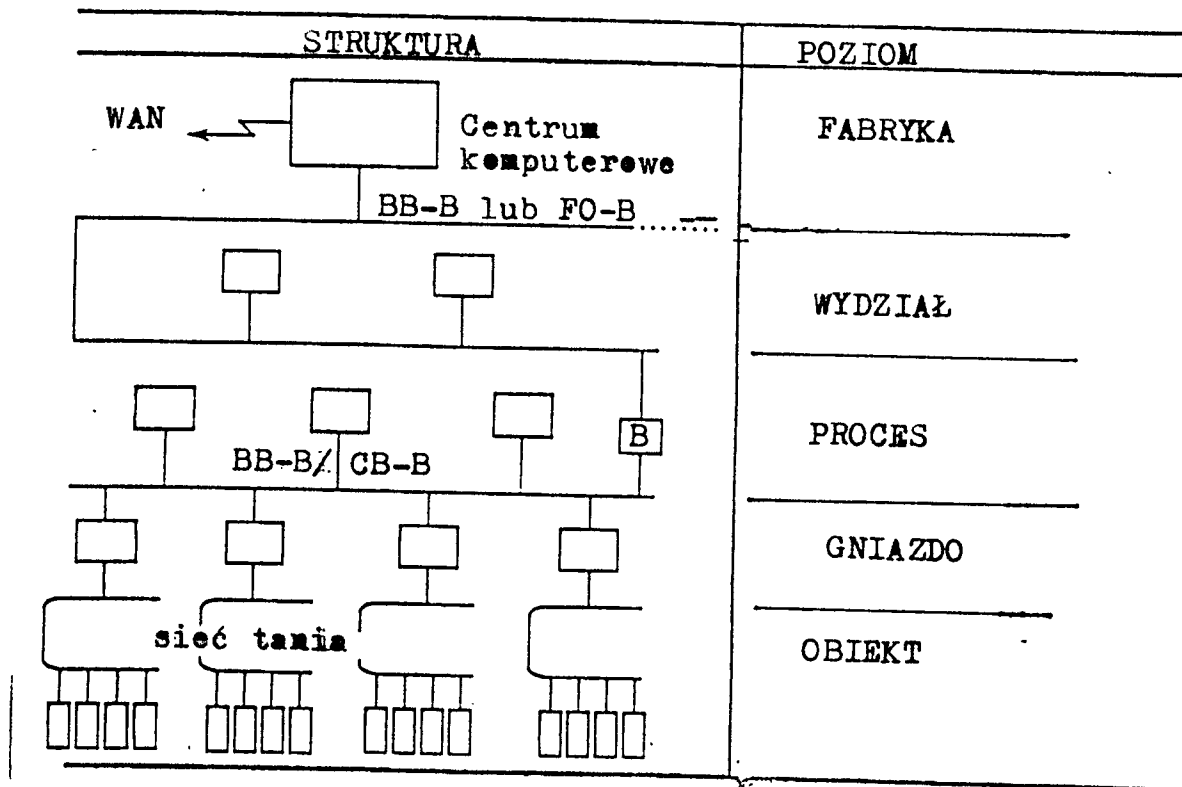 STRUKTURA
POZIOM
WAN
Centrum
komputerowe
FABRYKA
BB-B lub FO-B
WYDZIAŁ
B
PROCES
BB-B/ CB-B
GNIAZDO
sieć tania
OBIEKT